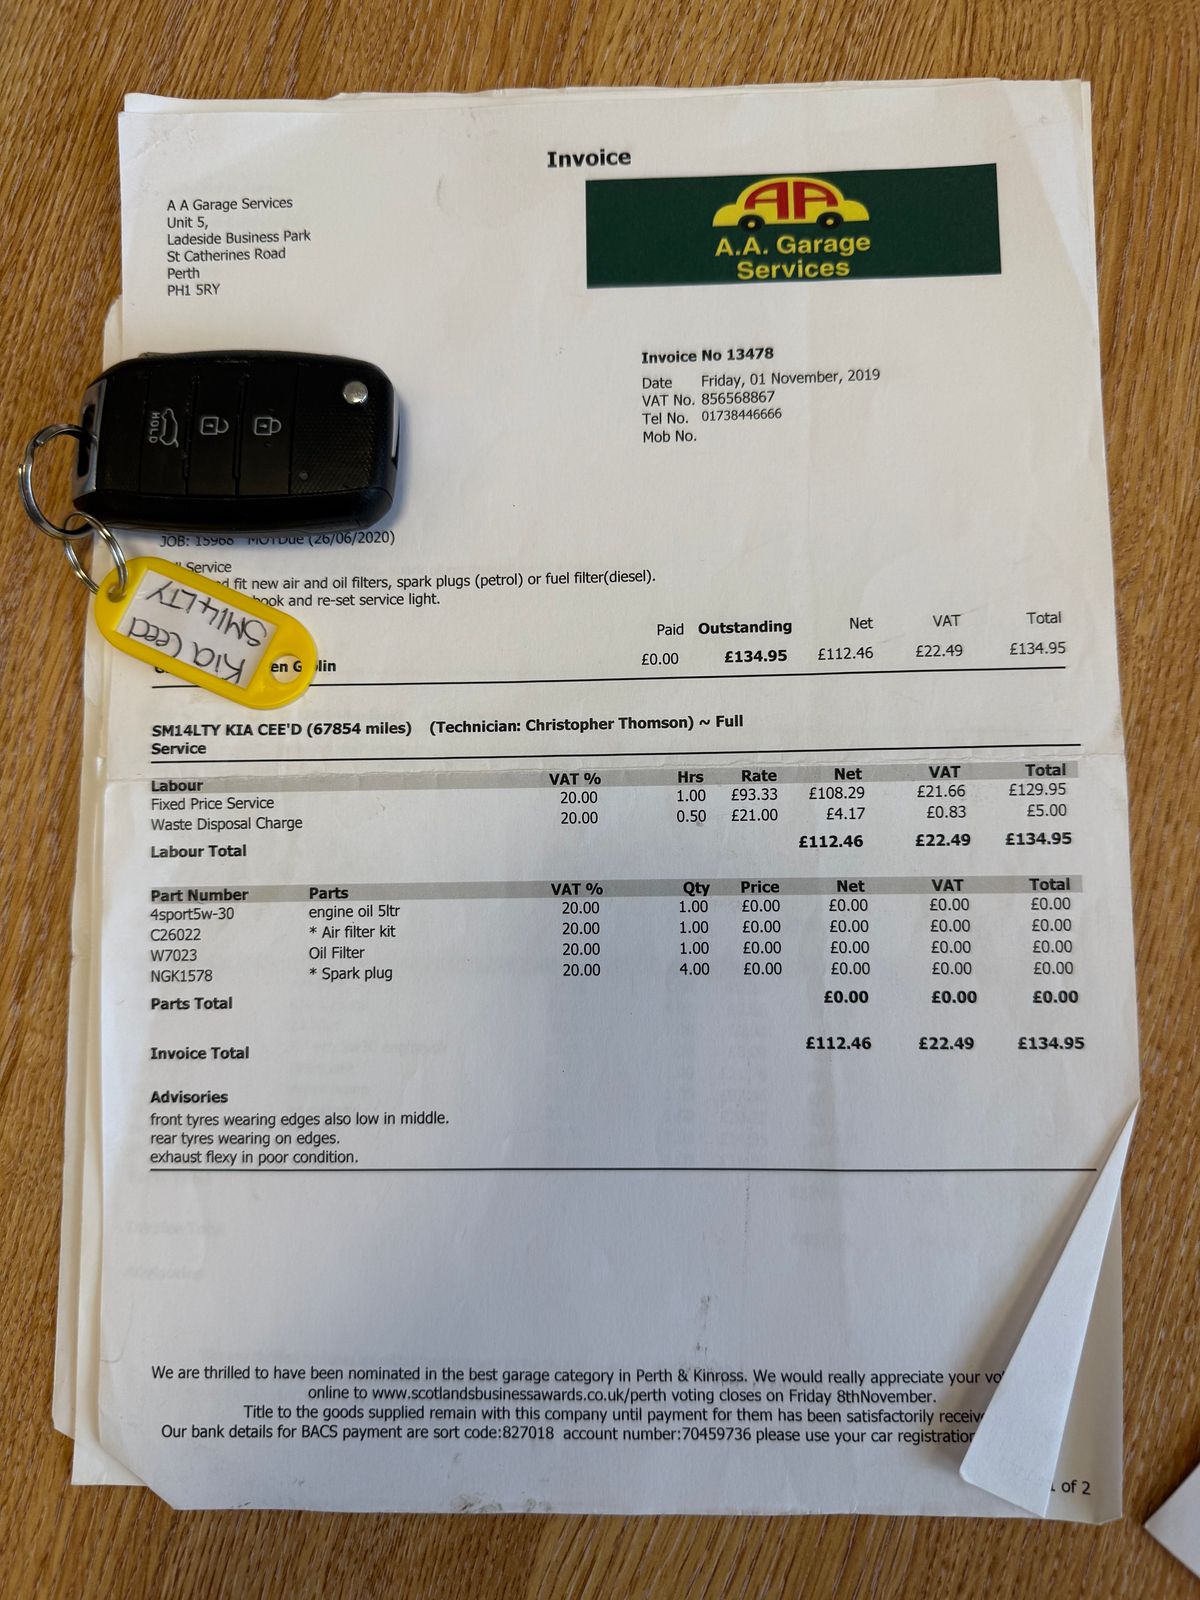 Invoice
A A Garage Services
Unit 5,
Ladeside Business Park
St Catherines Road
Perth
PH1 5RY
AA
A.A. Garage
Services
Invoice No 13478
Date Friday, 01 November, 2019
VAT No. 856568867
Tel No. 01738446666
Mob No.
HOLD
JOB: 15968 MOTDue (26/06/2020)
Service
fit new air and oil filters, spark plugs (petrol) or fuel filter(diesel).
book and re-set service light.
Kia Ceed
SM14LTY
Paid Outstanding Net VAT Total
£0.00 £134.95 £112.46 £22.49 £134.95
SM14LTY KIA CEE'D (67854 miles) (Technician: Christopher Thomson) ~ Full
Service
Labour VAT % Hrs Rate Net VAT Total
Fixed Price Service 20.00 1.00 £93.33 £108.29 £21.66 £129.95
Waste Disposal Charge 20.00 0.50 £21.00 £4.17 £0.83 £5.00
Labour Total £112.46 £22.49 £134.95
Part Number Parts VAT % Qty Price Net VAT Total
4sport5w-30 engine oil 5ltr 20.00 1.00 £0.00 £0.00 £0.00 £0.00
C26022 * Air filter kit 20.00 1.00 £0.00 £0.00 £0.00 £0.00
W7023 Oil Filter 20.00 1.00 £0.00 £0.00 £0.00 £0.00
NGK1578 * Spark plug 20.00 4.00 £0.00 £0.00 £0.00 £0.00
Parts Total £0.00 £0.00 £0.00
Invoice Total £112.46 £22.49 £134.95
Advisories
front tyres wearing edges also low in middle.
rear tyres wearing on edges.
exhaust flexy in poor condition.
We are thrilled to have been nominated in the best garage category in Perth & Kinross. We would really appreciate your
online to www.scotlandsbusinessawards.co.uk/perth voting closes on Friday 8thNovember.
Title to the goods supplied remain with this company until payment for them has been satisfactorily
Our bank details for BACS payment are sort code:827018 account number:70459736 please use your car registration
of 2